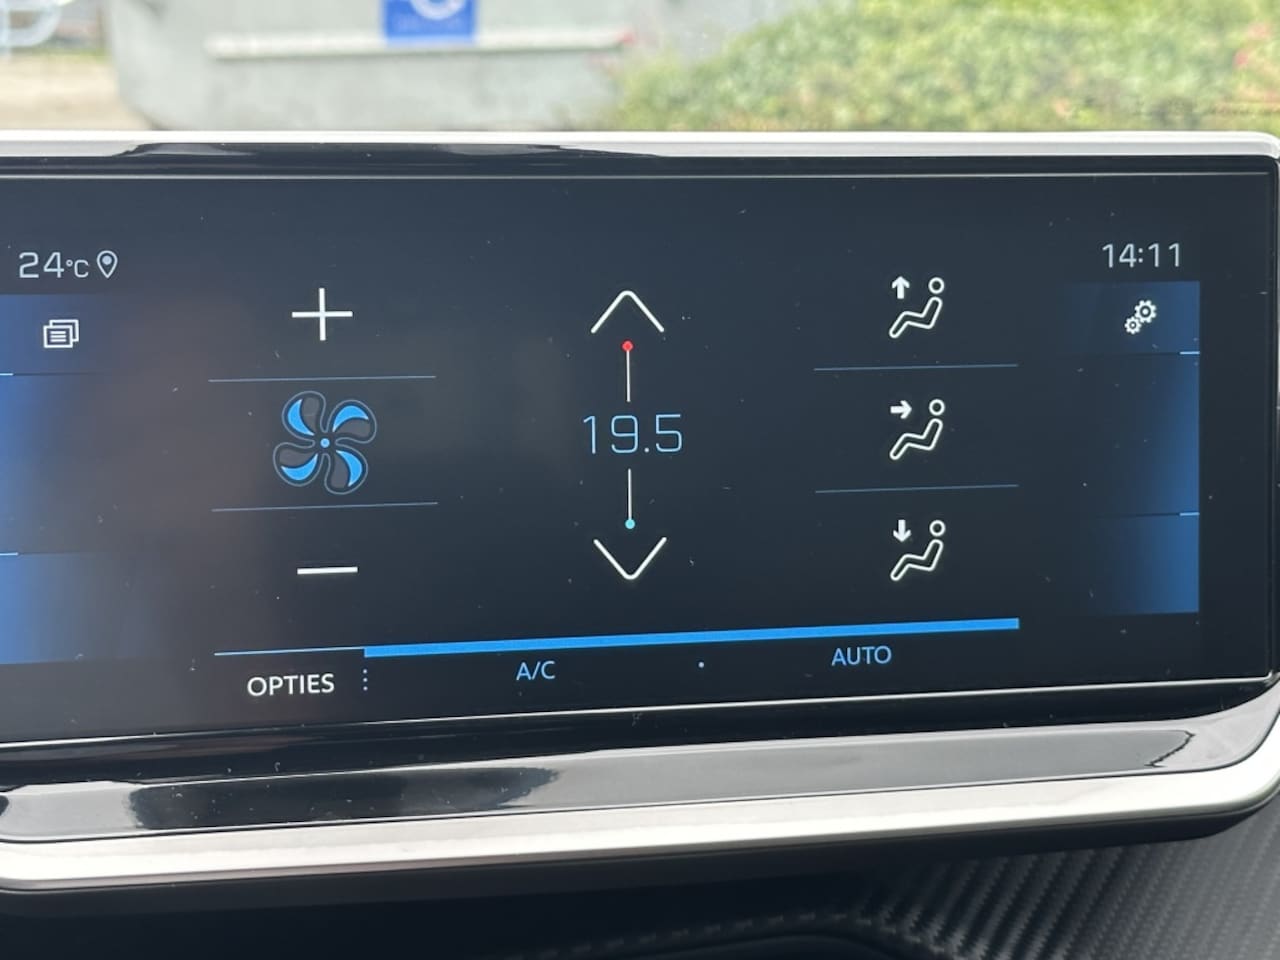 24°C
14:11
19.5
OPTIES
A/C
AUTO